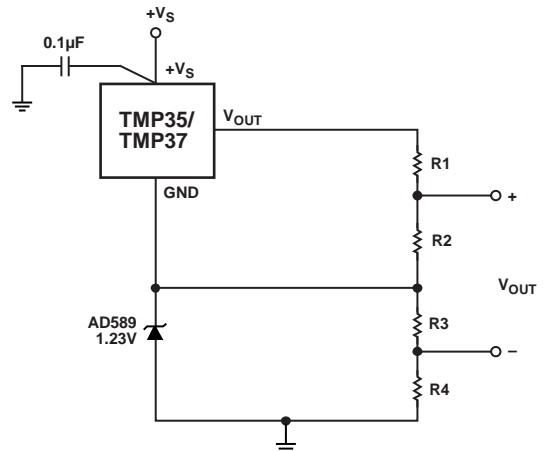 +VS
0.1µF
+VS
TMP35/
TMP37
VOUT
R1
GND
+
R2
VOUT
AD589
1.23V
R3
–
R4